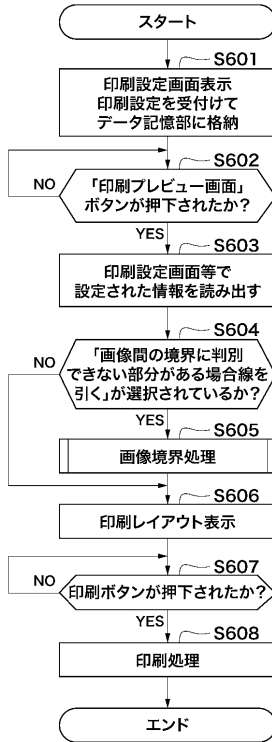 スタート
S601
印刷設定画面表示
印刷設定を受付けて
データ記憶部に格納
S602
「印刷プレビュー画面」
ボタンが押下されたか?
NO
YES
S603
印刷設定画面等で
設定された情報を読み出す
S604
「画像間の境界に判別
できない部分がある場合線を
引く」が選択されているか?
NO
YES
S605
画像境界処理
S606
印刷レイアウト表示
S607
印刷ボタンが押下されたか?
NO
YES
S608
印刷処理
エンド